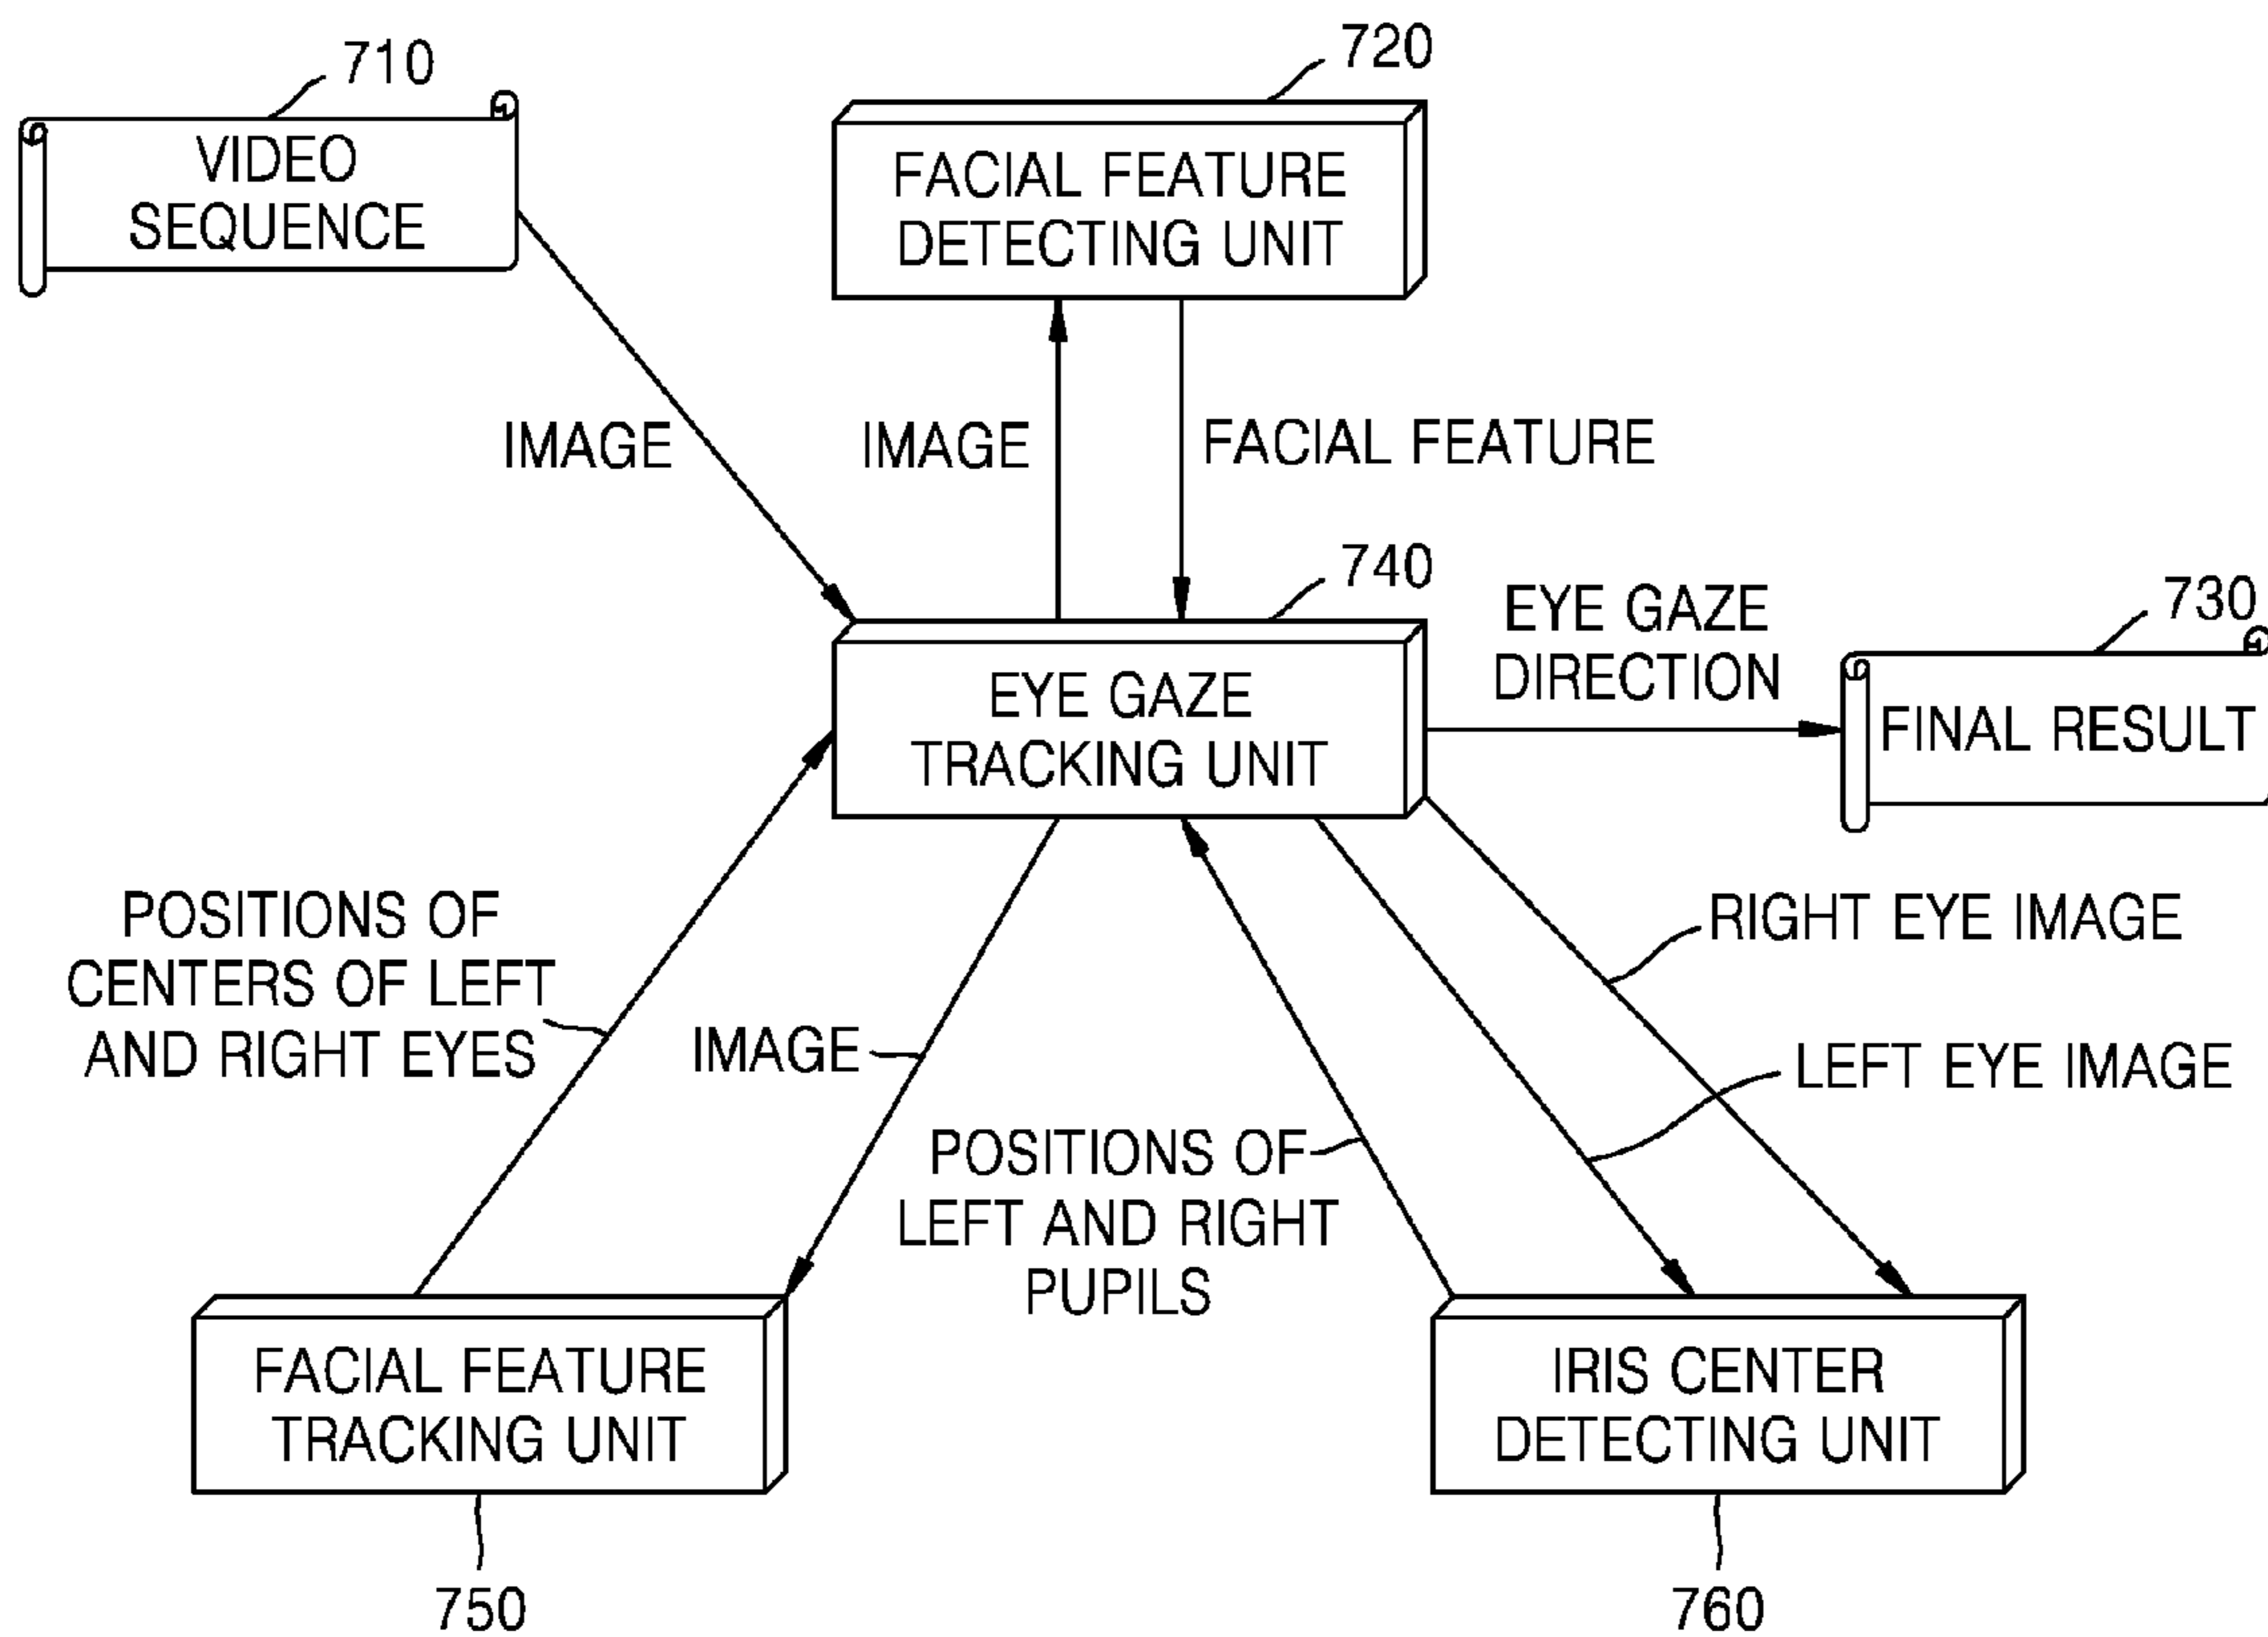 710
VIDEO
SEQUENCE
720
FACIAL FEATURE
DETECTING UNIT
IMAGE
IMAGE
FACIAL FEATURE
740
EYE GAZE
TRACKING UNIT
EYE GAZE
DIRECTION
730
FINAL RESULT
POSITIONS OF
CENTERS OF LEFT
AND RIGHT EYES
IMAGE
POSITIONS OF
LEFT AND RIGHT
PUPILS
RIGHT EYE IMAGE
LEFT EYE IMAGE
FACIAL FEATURE
TRACKING UNIT
750
IRIS CENTER
DETECTING UNIT
760